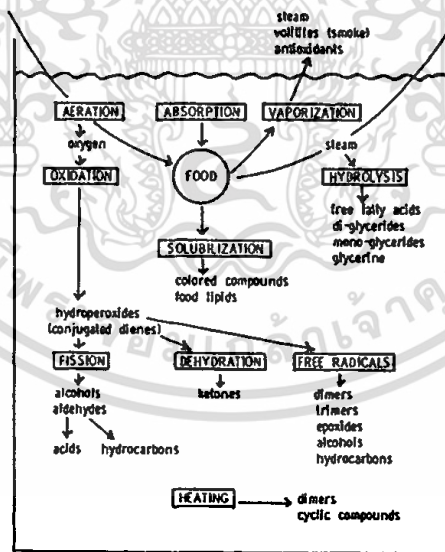 steam
volitiles (smoke)
antioxidants
AERATION
ABSORPTION
VAPORIZATION
oxygen
steam
OXIDATION
FOOD
HYDROLYSIS
free fatty acids
di-glycerides
mono-glycerides
glycerine
SOLUBILIZATION
colored compounds
food lipids
hydroperoxides
(conjugated dienes)
FISSION
DEHYDRATION
FREE RADICALS
alcohols
aldehydes
ketones
dimers
trimers
epoxides
alcohols
hydrocarbons
acids
hydrocarbons
HEATING
dimers
cyclic compounds